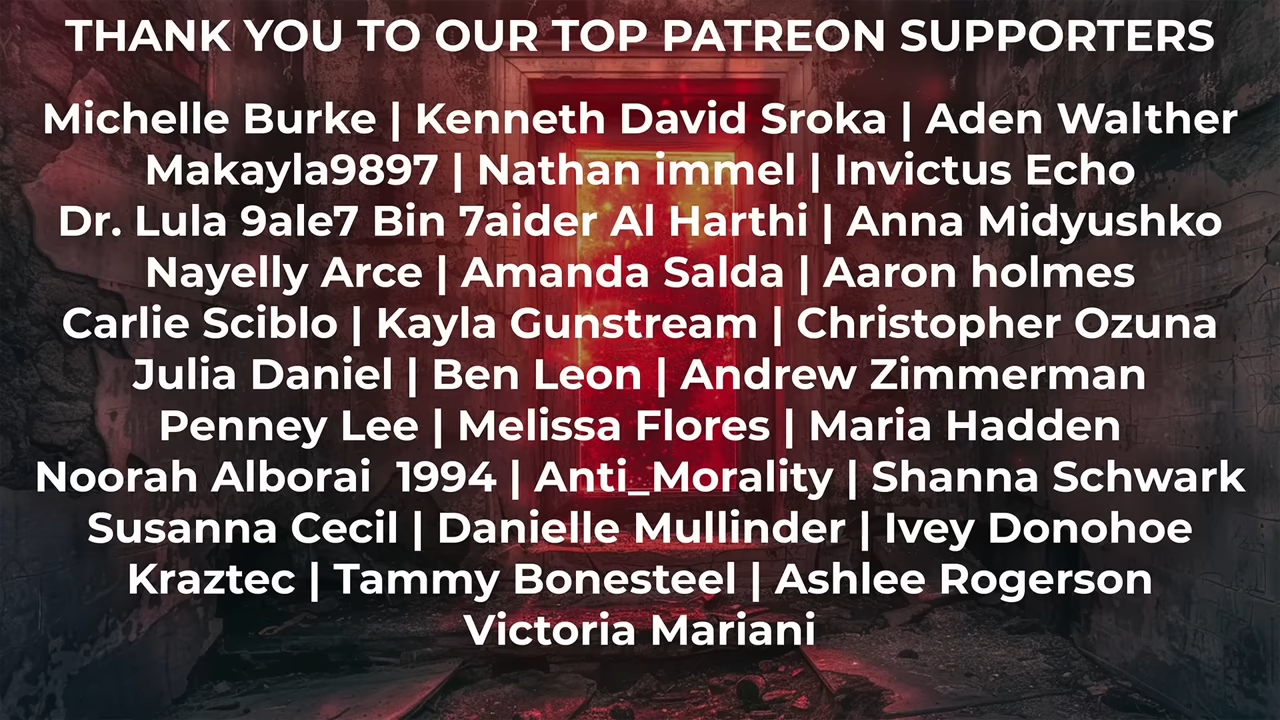 THANK YOU TO OUR TOP PATREON SUPPORTERS
Michelle Burke | Kenneth David Sroka | Aden Walther
Makayla9897 | Nathan immel | Invictus Echo
Dr. Lula 9ale7 Bin 7aider Al Harthi | Anna Midyushko
Nayelly Arce | Amanda Salda | Aaron holmes
Carlie Sciblo | Kayla Gunstream | Christopher Ozuna
Julia Daniel | Ben Leon | Andrew Zimmerman
Penney Lee | Melissa Flores | Maria Hadden
Noorah Alborai  1994 | Anti_Morality | Shanna Schwark
Susanna Cecil | Danielle Mullinder | Ivey Donohoe
Kraztec | Tammy Bonesteel | Ashlee Rogerson
Victoria Mariani